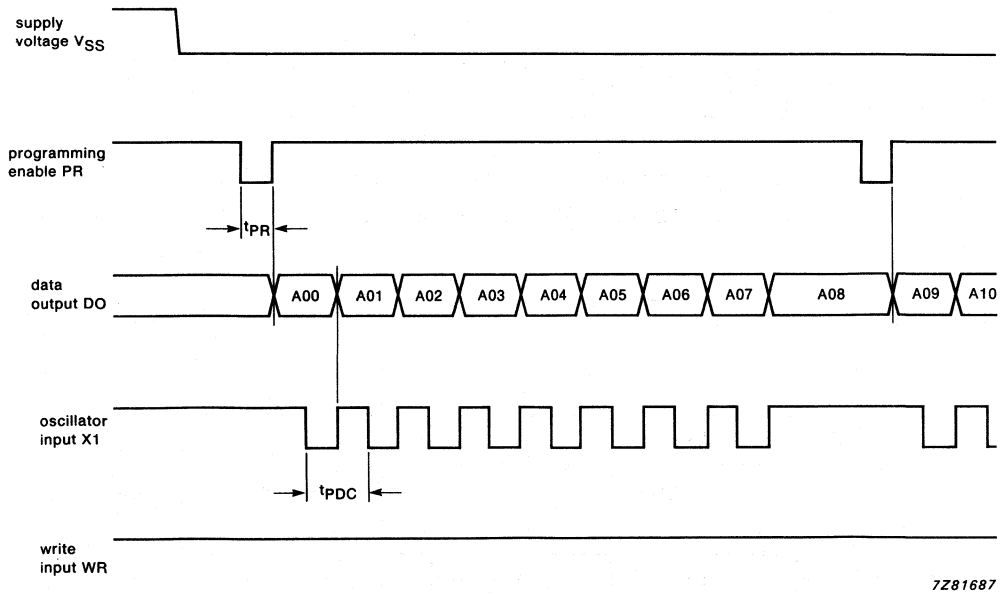 supply
voltage VSS
programming
enable PR
tPR
data
output DO
A00 A01 A02 A03 A04 A05 A06 A07 A08 A09 A10
oscillator
input X1
tPDC
write
input WR
7Z81687